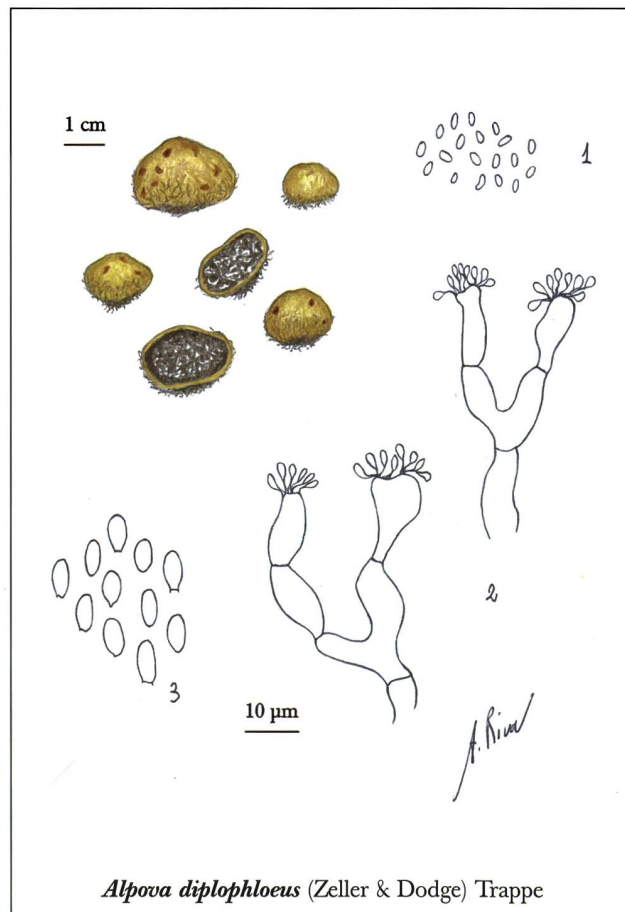 1 cm
1
2
3
10 µm
A. Riva
Alpova diplophloeus (Zeller & Dodge) Trappe